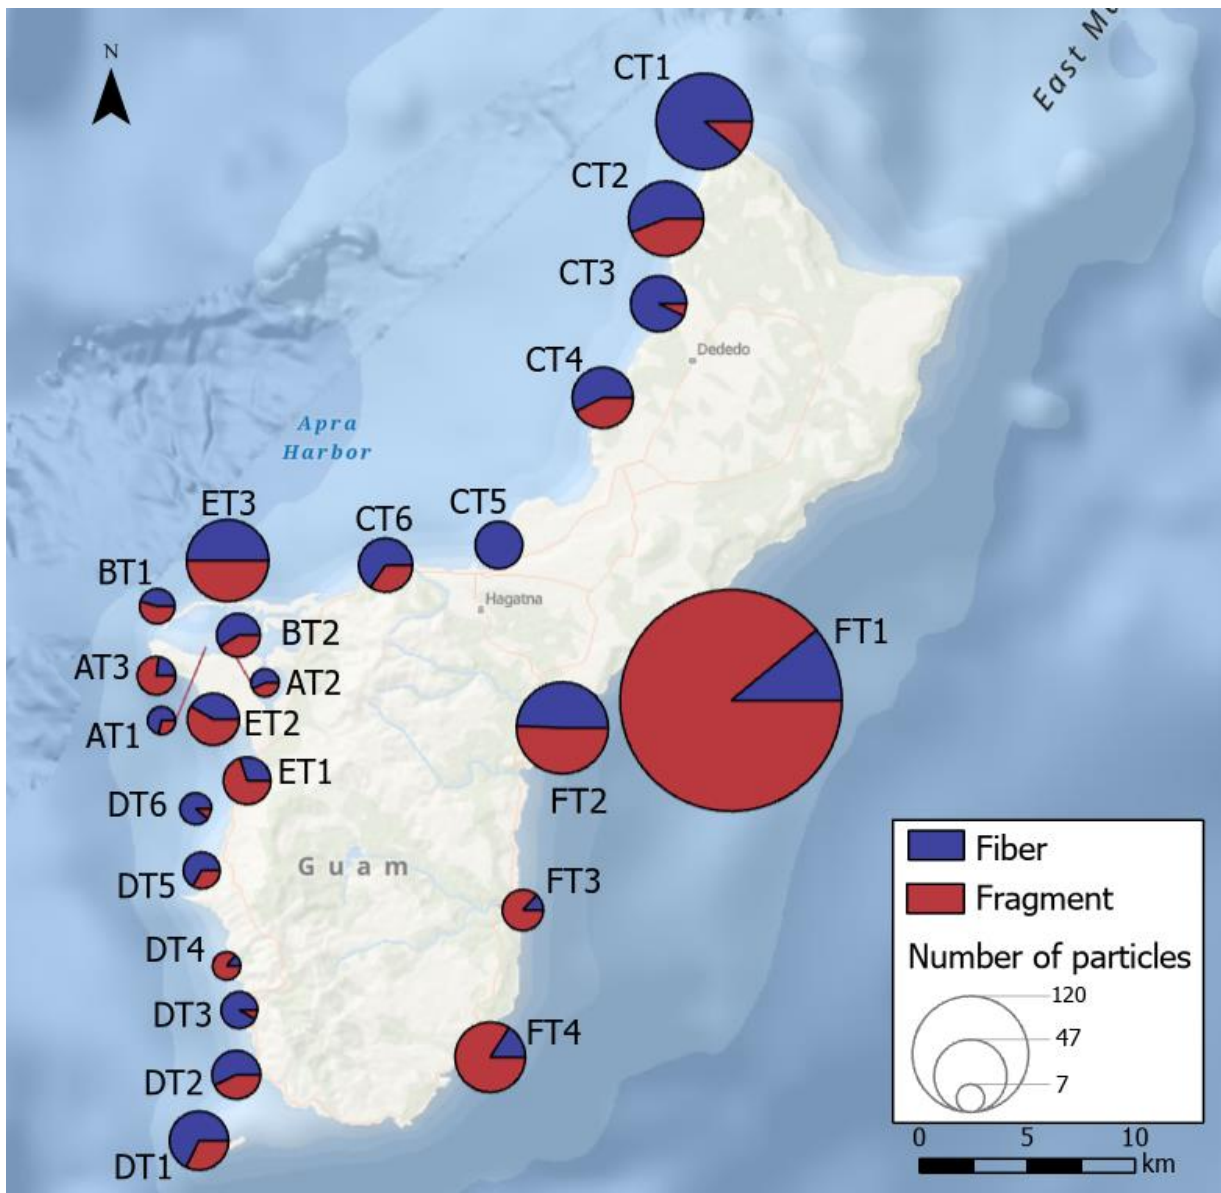 N
East M
CT1
CT2
CT3
CT4
Dededo
Apra
Harbor
ET3
CT6
CT5
BT1
Hagatna
BT2
FT1
AT3
AT2
AT1
ET2
ET1
FT2
DT6
Guam
DT5
FT3
DT4
DT3
FT4
DT2
DT1
Fiber
Fragment
Number of particles
120
47
7
0 5 10
km